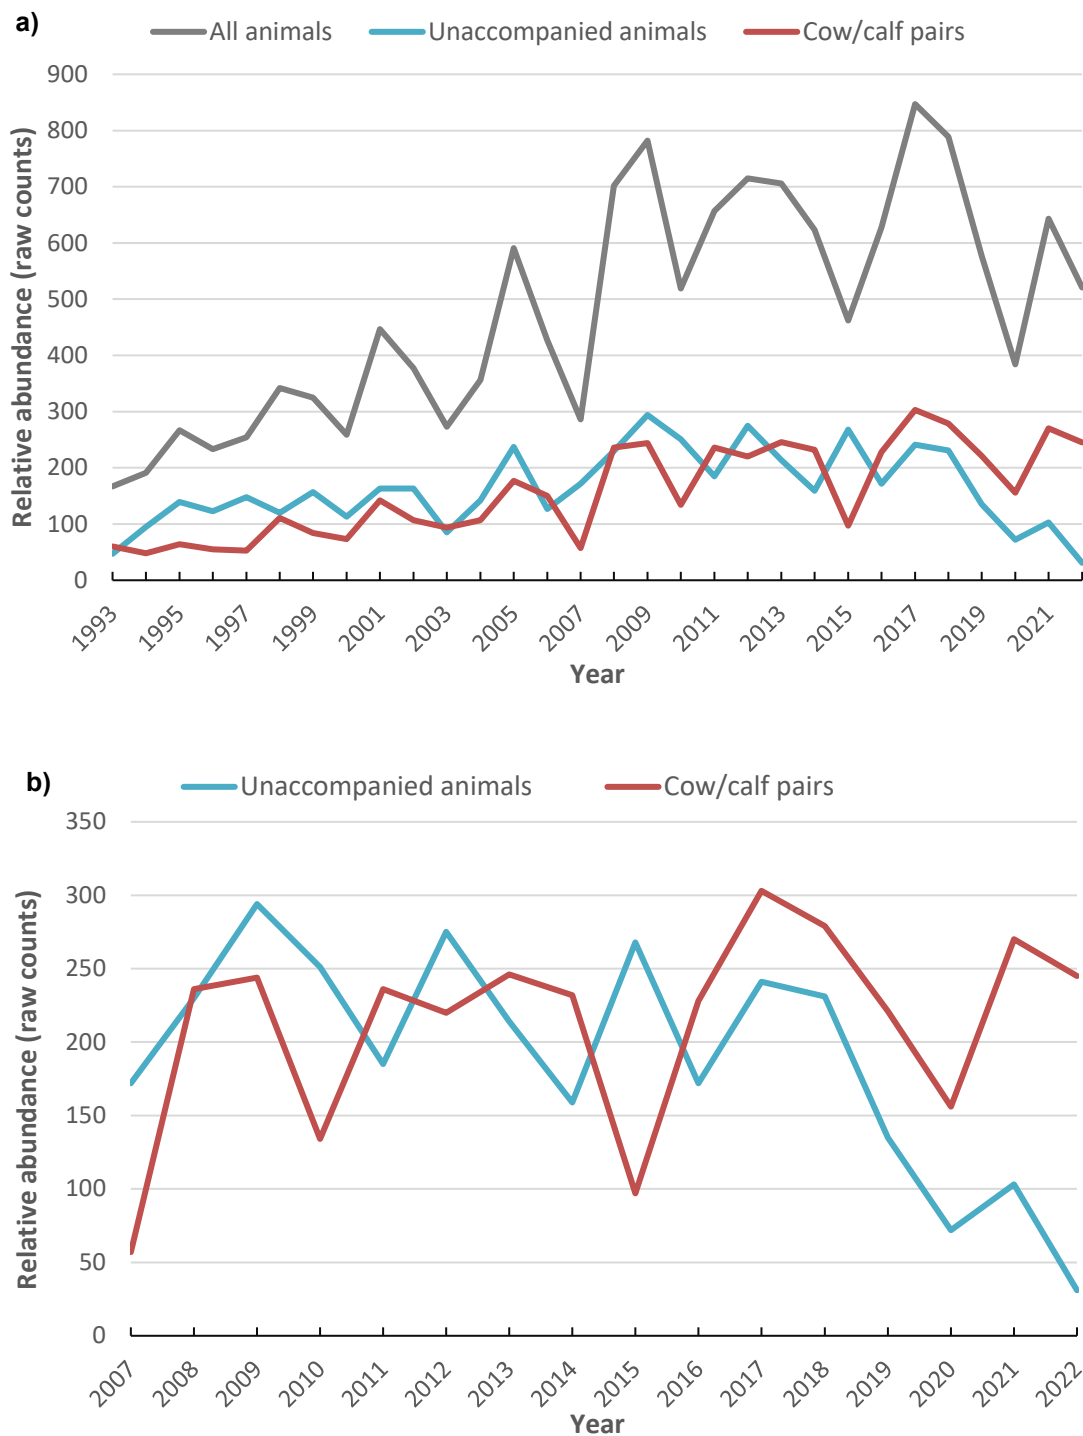 a)
All animals Unaccompanied animals Cow/calf pairs
900
800
700
600
500
400
300
200
100
0
Relative abundance (raw counts)
1993 1995 1997 1999 2001 2003 2005 2007 2009 2011 2013 2015 2017 2019 2021
Year
b)
Unaccompanied animals Cow/calf pairs
350
300
250
200
150
100
50
0
Relative abundance (raw counts)
2007 2008 2009 2010 2011 2012 2013 2014 2015 2016 2017 2018 2019 2020 2021 2022
Year